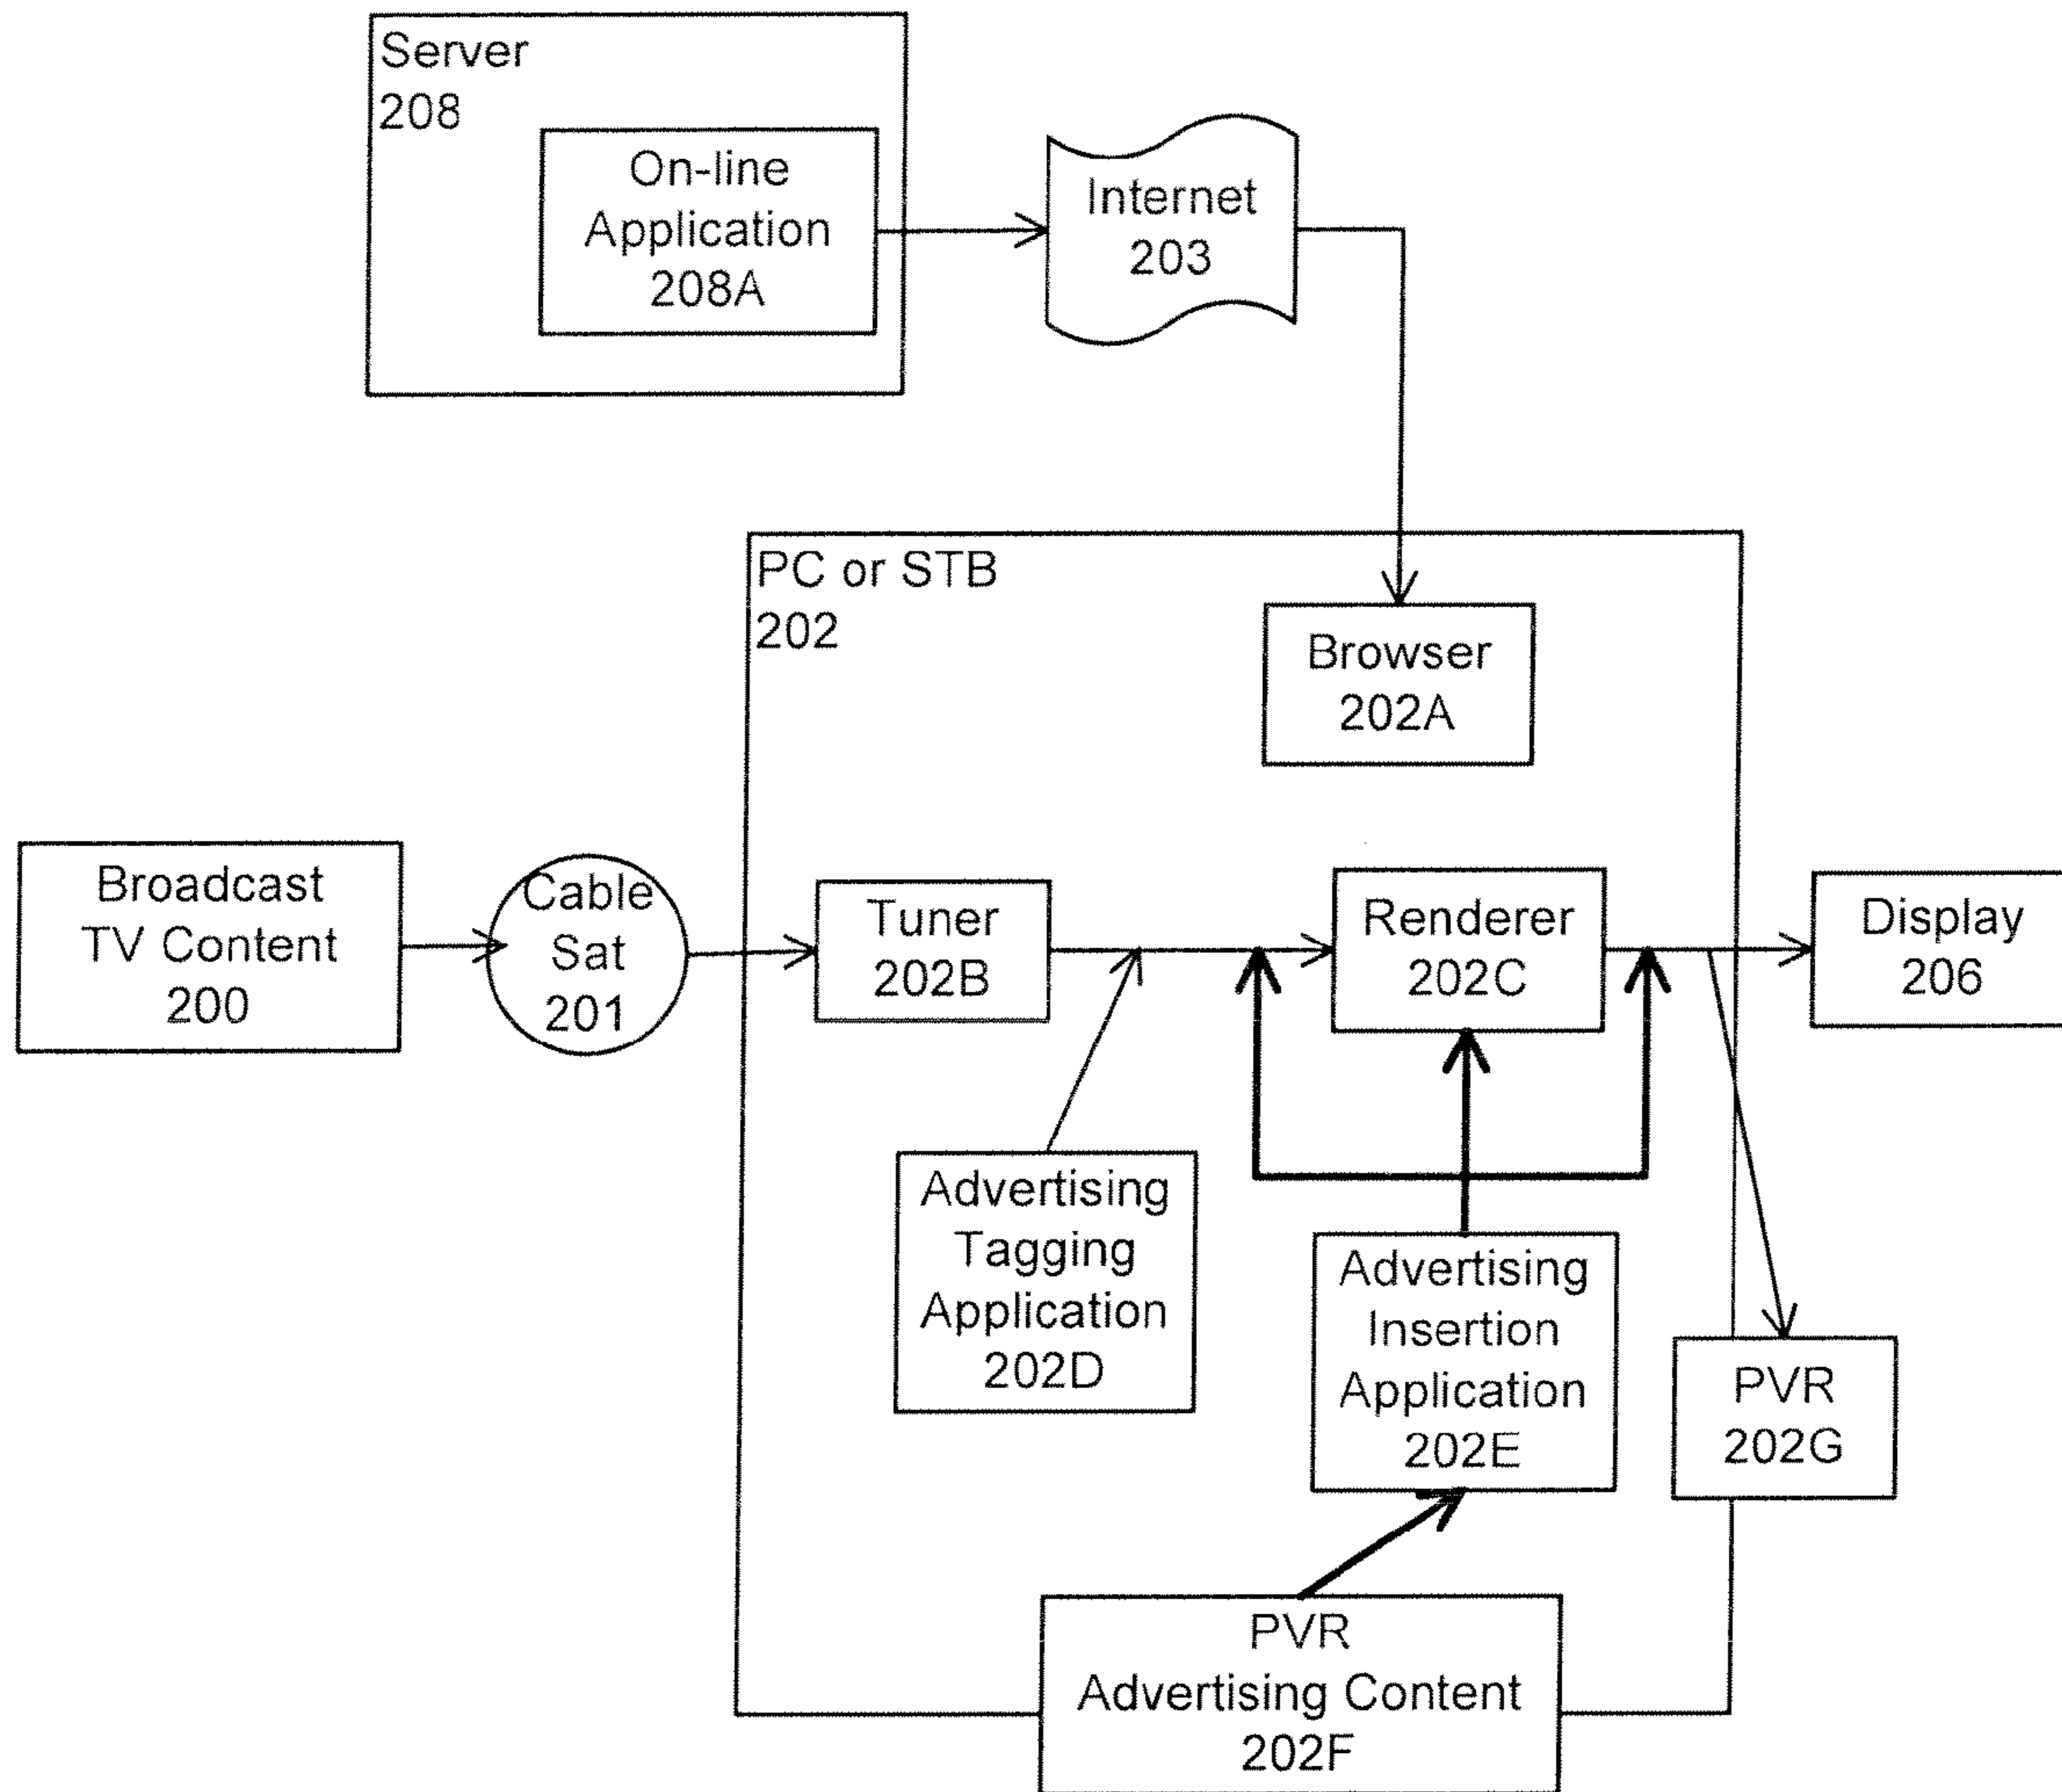 Server
208
On-line
Application
208A
Internet
203
PC or STB
202
Browser
202A
Broadcast
TV Content
200
Cable
Sat
201
Tuner
202B
Renderer
202C
Display
206
Advertising
Tagging
Application
202D
Advertising
Insertion
Application
202E
PVR
202G
PVR
Advertising Content
202F